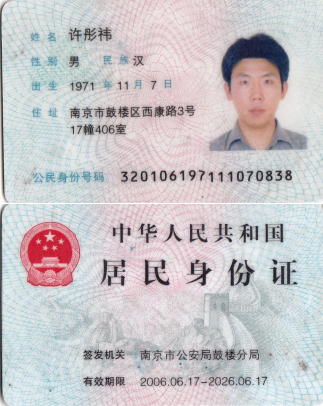 姓名 许彤祎
性别 男 民族 汉
出生 1971 年 11 月 7 日
住址 南京市鼓楼区西康路3号
17幢406室
公民身份号码 320106197111070838
中华人民共和国
居民身份证
签发机关 南京市公安局鼓楼分局
有效期限 2006.06.17-2026.06.17